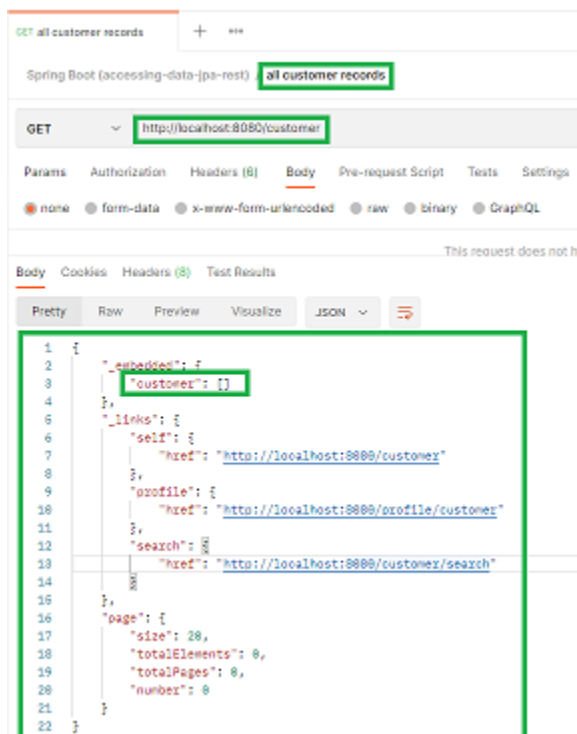 GET all customer records
Spring Boot (accessing-data-jpa-rest) / all customer records
GET http://localhost:8080/customer
Params Authorization Headers (6) Body Pre-request Script Tests Settings
none form-data x-www-form-urlencoded raw binary GraphQL
This request does not h
Body Cookies Headers (8) Test Results
Pretty Raw Preview Visualize JSON
1 {
2 "_embedded": {
3 "customer": []
4 },
5 "_links": {
6 "self": {
7 "href": "http://localhost:8080/customer"
8 },
9 "profile": {
10 "href": "http://localhost:8080/profile/customer"
11 },
12 "search": {
13 "href": "http://localhost:8080/customer/search"
14 }
15 },
16 "page": {
17 "size": 20,
18 "totalElements": 0,
19 "totalPages": 0,
20 "number": 0
21 }
22 }